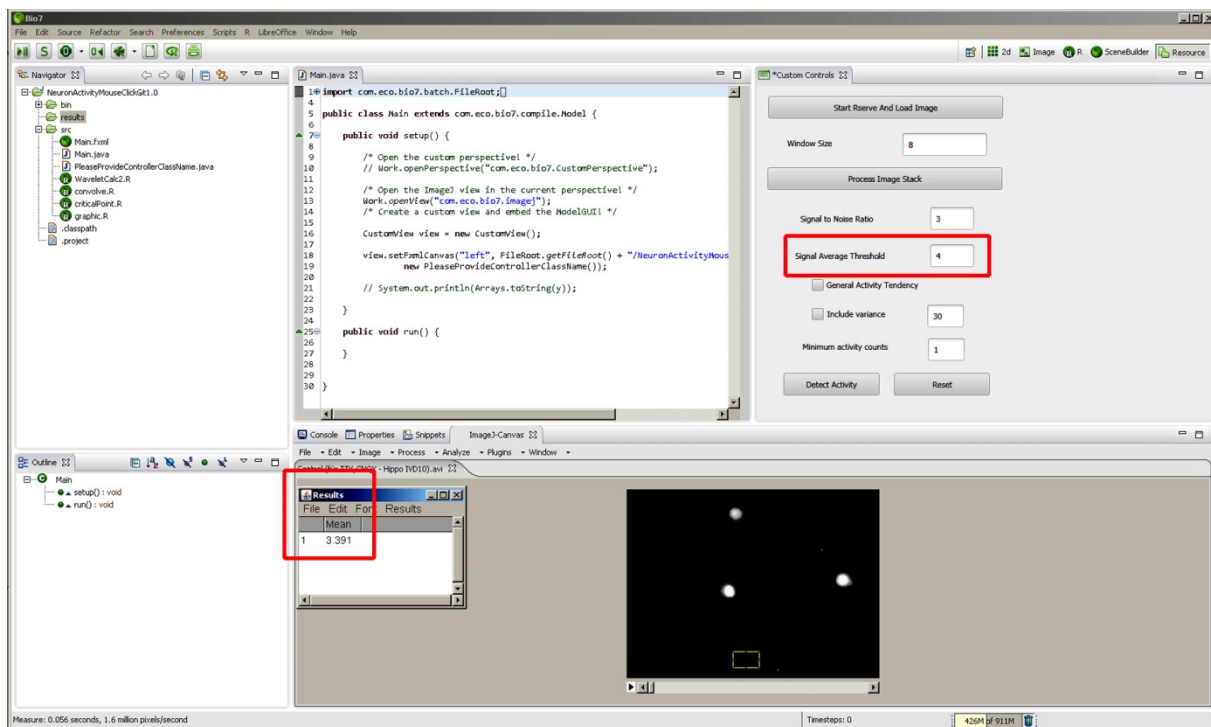 Bio7
File Edit Source Refactor Search Preferences Scripts R LibreOffice Window Help
2d Image R SceneBuilder Resource
Navigator
NeuronActivityMouseClickGit1.0
bin
results
src
Main.fxml
Main.java
PleaseProvideControllerClassName.java
WaveletCalc2.R
convolve.R
criticalPoint.R
graphic.R
.classpath
.project
Outline
Main
setup() : void
run() : void
Main.java
1 import com.eco.bio7.batch.FileRoot;
4
5 public class Main extends com.eco.bio7.compile.Model {
6
7 public void setup() {
8
9 /* Open the custom perspective! */
10 // Work.openPerspective("com.eco.bio7.CustomPerspective");
11
12 /* Open the ImageJ view in the current perspective! */
13 Work.openView("com.eco.bio7.imagej");
14 /* Create a custom view and embed the ModelGUI! */
15
16 CustomView view = new CustomView();
17
18 view.setFxmlCanvas("left", FileRoot.getFileRoot() + "/NeuronActivityMous
19 new PleaseProvideControllerClassName());
20
21 // System.out.println(Arrays.toString(y));
22
23 }
24
25 public void run() {
26
27 }
28
29
30 }
*Custom Controls
Start Rserve And Load Image
Window Size 8
Process Image Stack
Signal to Noise Ratio 3
Signal Average Threshold 4
General Activity Tendency
Include variance 30
Minimum activity counts 1
Detect Activity Reset
Console Properties Snippets ImageJ-Canvas
File Edit Image Process Analyze Plugins Window
- Hippo IVD10).avi
Results
File Edit Font Results
Mean
1 3.391
Measure: 0.056 seconds, 1.6 million pixels/second
Timesteps: 0
426M of 911M